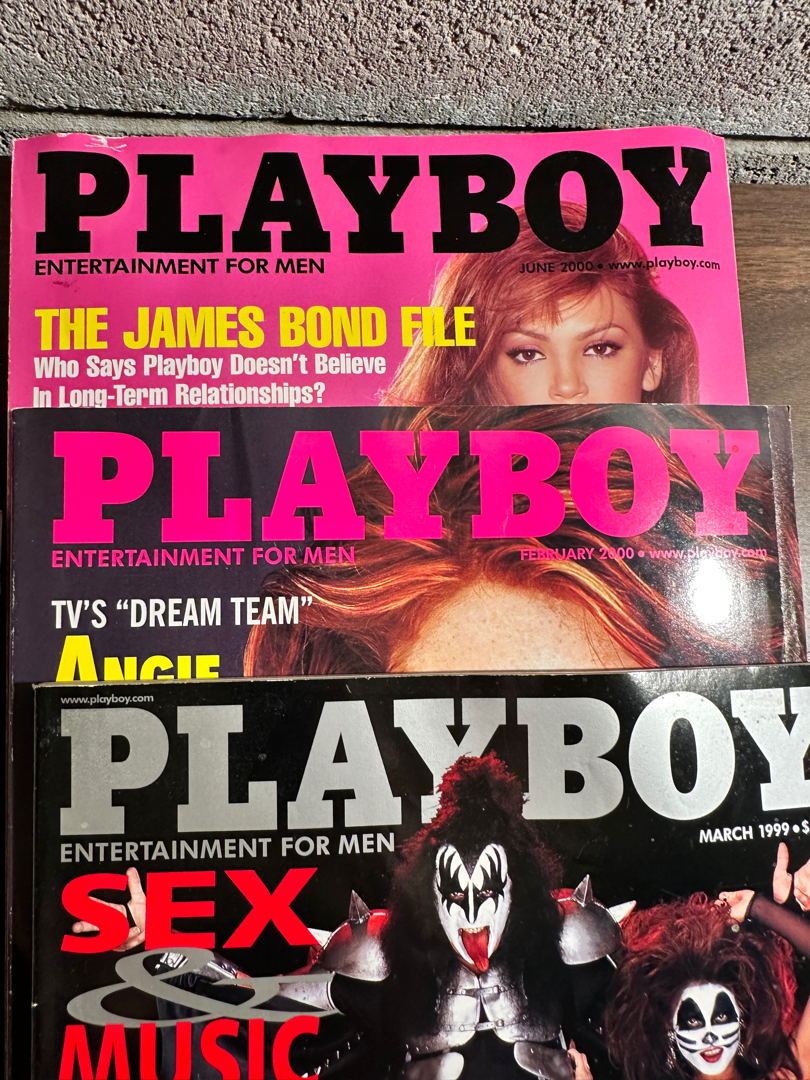 PLAYBOY
ENTERTAINMENT FOR MEN
JUNE 2000 • www.playboy.com
THE JAMES BOND FILE
Who Says Playboy Doesn't Believe
In Long-Term Relationships?
PLAYBOY
ENTERTAINMENT FOR MEN
FEBRUARY 2000 • www.playboy.com
TV'S "DREAM TEAM"
ANGIE
www.playboy.com
PLAYBOY
ENTERTAINMENT FOR MEN
MARCH 1999 • $
SEX
&
MUSIC